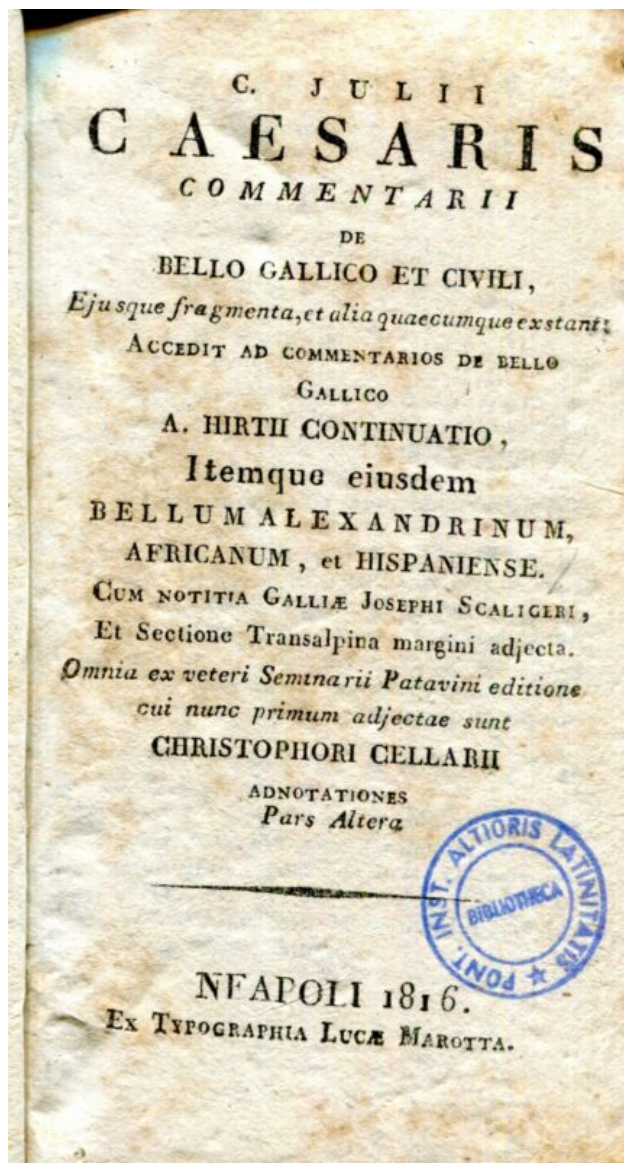 C. JULII
CAESARIS
COMMENTARII
DE
BELLO GALLICO ET CIVILI,
Ejusque fragmenta, et alia quaecumque exstant:
ACCEDIT AD COMMENTARIOS DE BELLO
GALLICO
A. HIRTII CONTINUATIO,
Itemque eiusdem
BELLUM ALEXANDRINUM,
AFRICANUM, et HISPANIENSE.
CUM NOTITIA GALLIÆ JOSEPHI SCALIGERI,
Et Sectione Transalpina margini adjecta.
Omnia ex veteri Seminarii Patavini editione
cui nunc primum adjectae sunt
CHRISTOPHORI CELLARII
ADNOTATIONES
Pars Altera
PONT. INST. ALTIORIS LATINITATIS
BIBLIOTHECA
NEAPOLI 1816.
EX TYPOGRAPHIA LUCÆ MAROTTA.